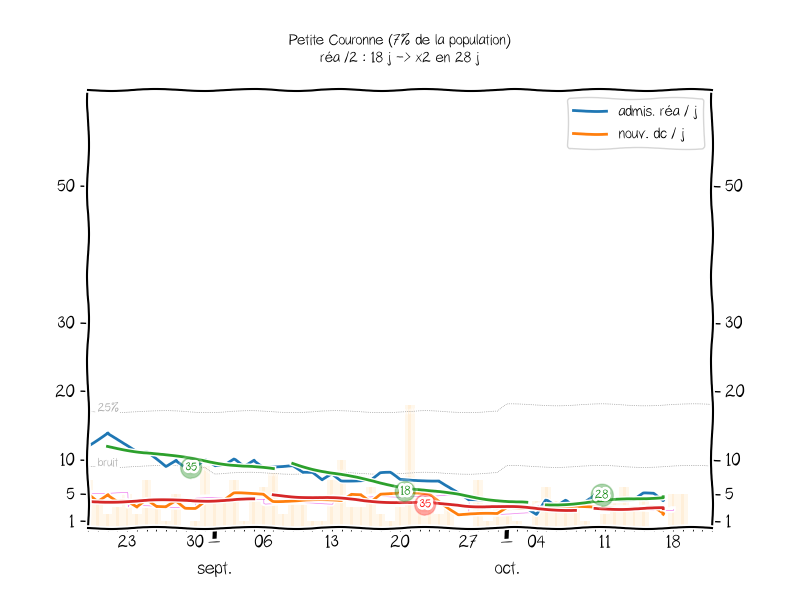 Petite Couronne (7% de la population)
réa /2 : 18 j -> x2 en 28 j
admis. réa / j
nouv. dc / j
50 50
30 30
20 20
25%
10 10
bruit
35
18
28
35
5 5
1 1
23 30 06 13 20 27 04 11 18
sept. oct.